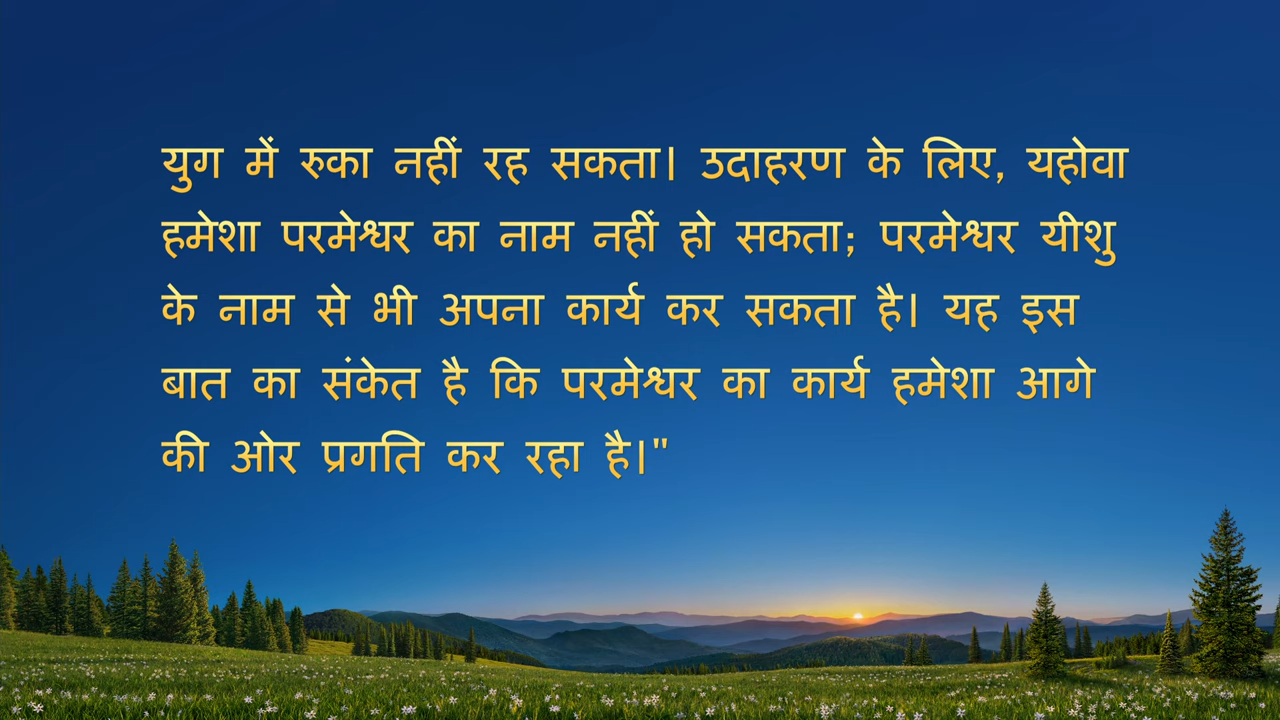 युग में रुका नहीं रह सकता। उदाहरण के लिए, यहोवा
हमेशा परमेश्वर का नाम नहीं हो सकता; परमेश्वर यीशु
के नाम से भी अपना कार्य कर सकता है। यह इस
बात का संकेत है कि परमेश्वर का कार्य हमेशा आगे
की ओर प्रगति कर रहा है।"